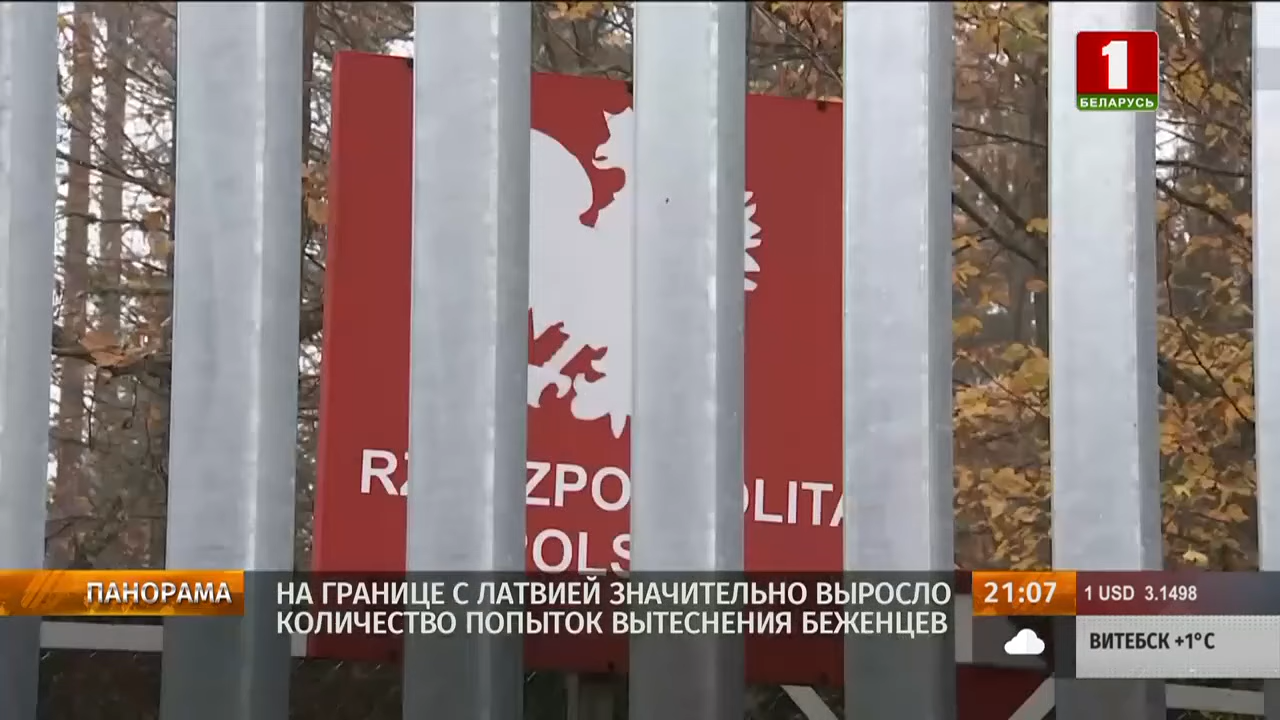 1
БЕЛАРУСЬ
ПАНОРАМА
НА ГРАНИЦЕ С ЛАТВИЕЙ ЗНАЧИТЕЛЬНО ВЫРОСЛО
КОЛИЧЕСТВО ПОПЫТОК ВЫТЕСНЕНИЯ БЕЖЕНЦЕВ
21:07
1 USD 3.1498
ВИТЕБСК +1°C